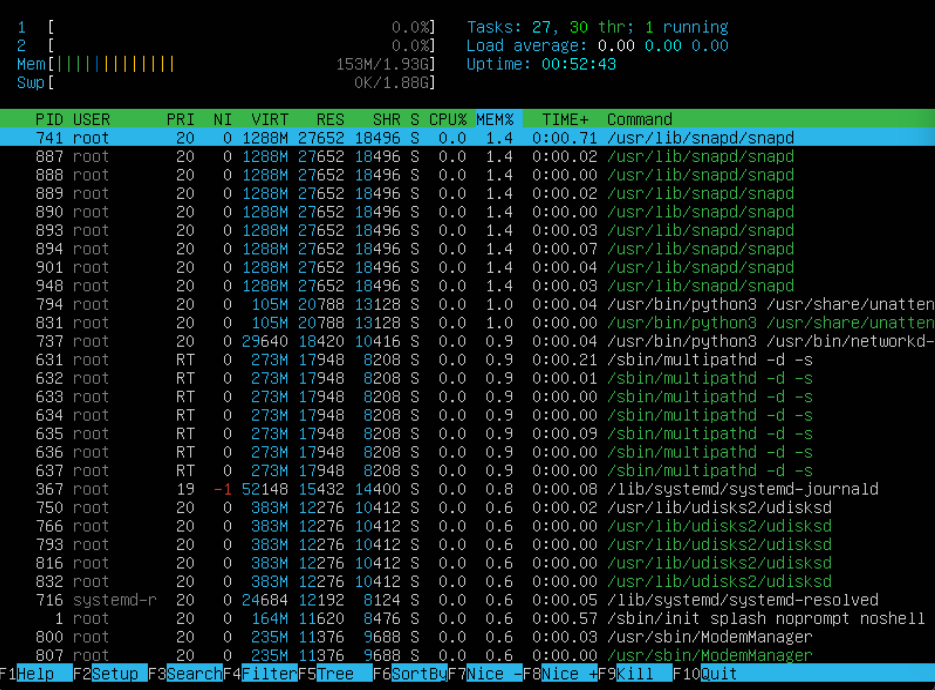 1 [ 0.0%] Tasks: 27, 30 thr; 1 running
2 [ 0.0%] Load average: 0.00 0.00 0.00
Mem[||||||||||||| 153M/1.93G] Uptime: 00:52:43
Swp[ 0K/1.88G]
PID USER PRI NI VIRT RES SHR S CPU% MEM% TIME+ Command
741 root 20 0 1288M 27652 18496 S 0.0 1.4 0:00.71 /usr/lib/snapd/snapd
887 root 20 0 1288M 27652 18496 S 0.0 1.4 0:00.02 /usr/lib/snapd/snapd
888 root 20 0 1288M 27652 18496 S 0.0 1.4 0:00.00 /usr/lib/snapd/snapd
889 root 20 0 1288M 27652 18496 S 0.0 1.4 0:00.02 /usr/lib/snapd/snapd
890 root 20 0 1288M 27652 18496 S 0.0 1.4 0:00.00 /usr/lib/snapd/snapd
893 root 20 0 1288M 27652 18496 S 0.0 1.4 0:00.03 /usr/lib/snapd/snapd
894 root 20 0 1288M 27652 18496 S 0.0 1.4 0:00.07 /usr/lib/snapd/snapd
901 root 20 0 1288M 27652 18496 S 0.0 1.4 0:00.04 /usr/lib/snapd/snapd
948 root 20 0 1288M 27652 18496 S 0.0 1.4 0:00.03 /usr/lib/snapd/snapd
794 root 20 0 105M 20788 13128 S 0.0 1.0 0:00.04 /usr/bin/python3 /usr/share/unatten
831 root 20 0 105M 20788 13128 S 0.0 1.0 0:00.00 /usr/bin/python3 /usr/share/unatten
737 root 20 0 29640 18420 10416 S 0.0 0.9 0:00.04 /usr/bin/python3 /usr/bin/networkd-
631 root RT 0 273M 17948 8208 S 0.0 0.9 0:00.21 /sbin/multipathd -d -s
632 root RT 0 273M 17948 8208 S 0.0 0.9 0:00.01 /sbin/multipathd -d -s
633 root RT 0 273M 17948 8208 S 0.0 0.9 0:00.00 /sbin/multipathd -d -s
634 root RT 0 273M 17948 8208 S 0.0 0.9 0:00.00 /sbin/multipathd -d -s
635 root RT 0 273M 17948 8208 S 0.0 0.9 0:00.09 /sbin/multipathd -d -s
636 root RT 0 273M 17948 8208 S 0.0 0.9 0:00.00 /sbin/multipathd -d -s
637 root RT 0 273M 17948 8208 S 0.0 0.9 0:00.00 /sbin/multipathd -d -s
367 root 19 -1 52148 15432 14400 S 0.0 0.8 0:00.08 /lib/systemd/systemd-journald
750 root 20 0 383M 12276 10412 S 0.0 0.6 0:00.02 /usr/lib/udisks2/udisksd
766 root 20 0 383M 12276 10412 S 0.0 0.6 0:00.00 /usr/lib/udisks2/udisksd
793 root 20 0 383M 12276 10412 S 0.0 0.6 0:00.00 /usr/lib/udisks2/udisksd
816 root 20 0 383M 12276 10412 S 0.0 0.6 0:00.00 /usr/lib/udisks2/udisksd
832 root 20 0 383M 12276 10412 S 0.0 0.6 0:00.00 /usr/lib/udisks2/udisksd
716 systemd-r 20 0 24684 12192 8124 S 0.0 0.6 0:00.05 /lib/systemd/systemd-resolved
1 root 20 0 164M 11620 8476 S 0.0 0.6 0:00.57 /sbin/init splash noprompt noshell
800 root 20 0 235M 11376 9688 S 0.0 0.6 0:00.03 /usr/sbin/ModemManager
807 root 20 0 235M 11376 9688 S 0.0 0.6 0:00.00 /usr/sbin/ModemManager
F1Help F2Setup F3SearchF4FilterF5Tree F6SortByF7Nice -F8Nice +F9Kill F10Quit